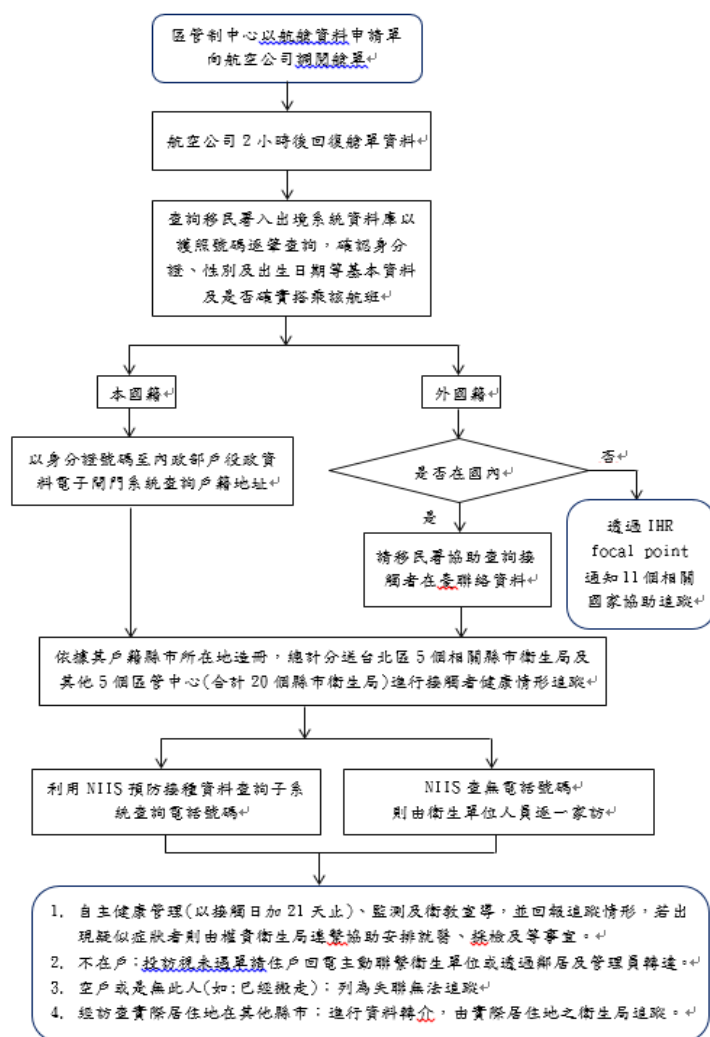 區管制中心以航艙資料申請單
向航空公司調閱艙單↵
航空公司 2 小時後回復艙單資料↵
查詢移民署入出境系統資料庫以
護照號碼逐筆查詢，確認身分
證、性別及出生日期等基本資料
及是否確實搭乘該航班↵
本國籍↵
外國籍↵
以身分證號碼至內政部戶役政資
料電子閘門系統查詢戶籍地址
是否在國內↵
否↵
是
透過 IHR
focal point
通知 11 個相關
國家協助追蹤↵
請移民署協助查詢接
觸者在臺聯絡資料↵
依據其戶籍縣市所在地造冊，總計分送台北區 5 個相關縣市衛生局及
其他 5 個區管中心(合計 20 個縣市衛生局)進行接觸者健康情形追蹤↵
利用 NIIS 預防接種資料查詢子系
統查詢電話號碼↵
NIIS 查無電話號碼↵
則由衛生單位人員逐一家訪↵
1. 自主健康管理(以接觸日加 21 天止)、監測及衛教宣導，並回報追蹤情形，若出
現疑似症狀者則由權責衛生局連繫協助安排就醫、採檢及等事宜。↵
2. 不在戶：投訪視未遇單請住戶回電主動聯繫衛生單位或透過鄰居及管理員轉達。↵
3. 空戶或是無此人(如：已經搬走)：列為失聯無法追蹤↵
4. 經訪查實際居住地在其他縣市：進行資料轉介，由實際居住地之衛生局追蹤。↵